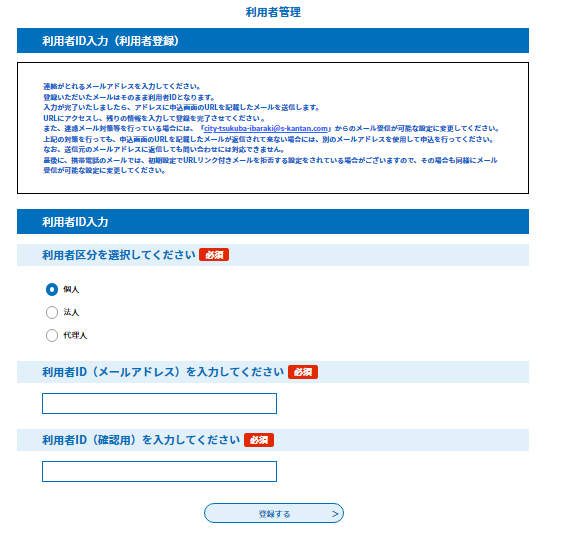 利用者管理
利用者ID入力（利用者登録）
連絡がとれるメールアドレスを入力してください。
登録いただいたメールはそのまま利用者IDとなります。
入力が完了いたしましたら、アドレスに申込画面のURLを記載したメールを送信します。
URLにアクセスし、残りの情報を入力して登録を完了させてください 。
また、迷惑メール対策等を行っている場合には、「city-tsukuba-ibaraki@s-kantan.com」からのメール受信が可能な設定に変更してください。
上記の対策を行っても、申込画面のURLを記載したメールが返信されて来ない場合には、別のメールアドレスを使用して申込を行ってください。
なお、送信元のメールアドレスに返信しても問い合わせには対応できません。
最後に、携帯電話のメールでは、初期設定でURLリンク付きメールを拒否する設定をされている場合がございますので、その場合も同様にメール
受信が可能な設定に変更してください。
利用者ID入力
利用者区分を選択してください 必須
個人
法人
代理人
利用者ID（メールアドレス）を入力してください 必須
利用者ID（確認用）を入力してください 必須
登録する >